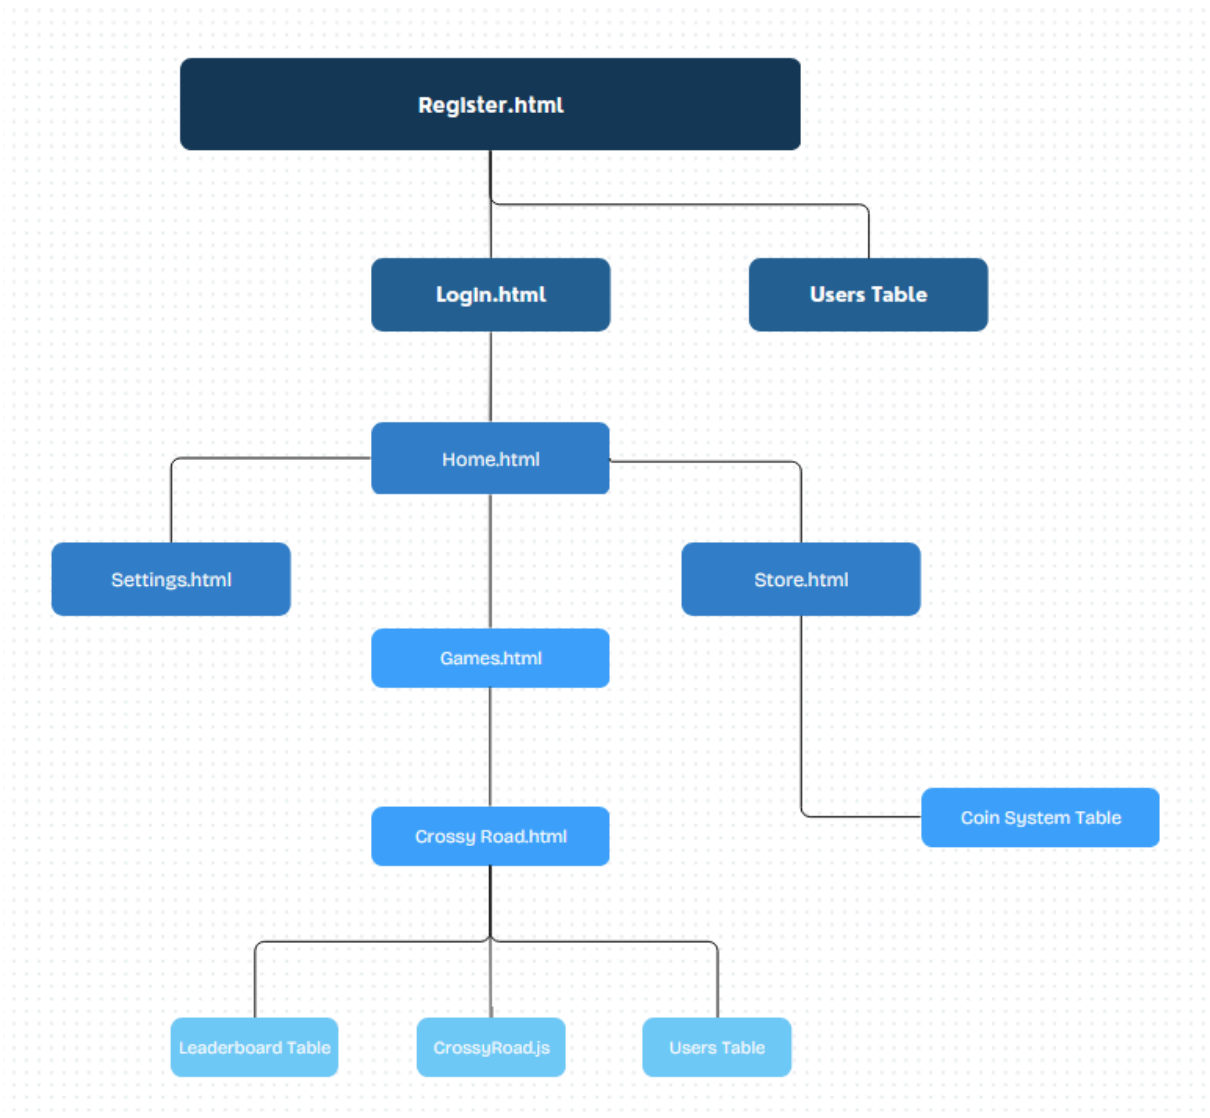 Register.html
Login.html
Users Table
Home.html
Settings.html
Store.html
Games.html
Coin System Table
Crossy Road.html
Leaderboard Table
CrossyRoad.js
Users Table